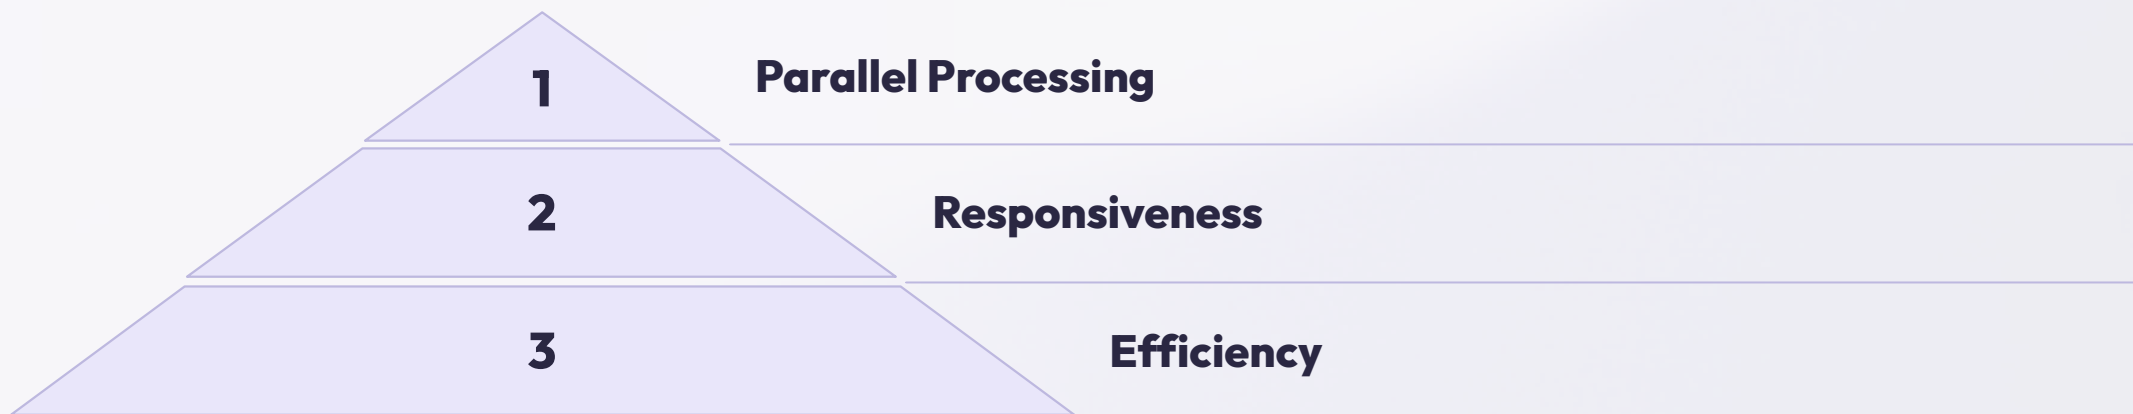 1
Parallel Processing
2
Responsiveness
3
Efficiency